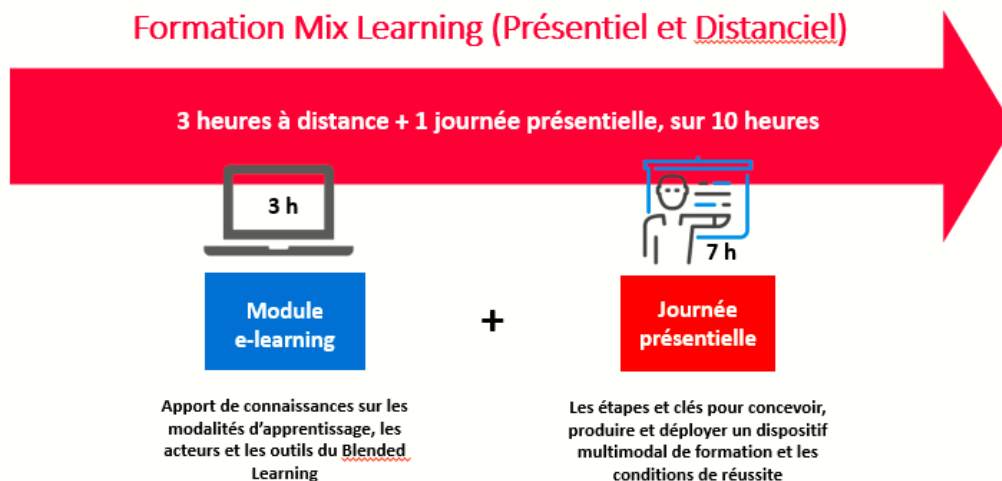 Formation Mix Learning (Présentiel et Distanciel)
3 heures à distance + 1 journée présentielle, sur 10 heures
3 h
7 h
Module
e-learning
+
Journée
présentielle
Apport de connaissances sur les
modalités d'apprentissage, les
acteurs et les outils du Blended
Learning
Les étapes et clés pour concevoir,
produire et déployer un dispositif
multimodal de formation et les
conditions de réussite